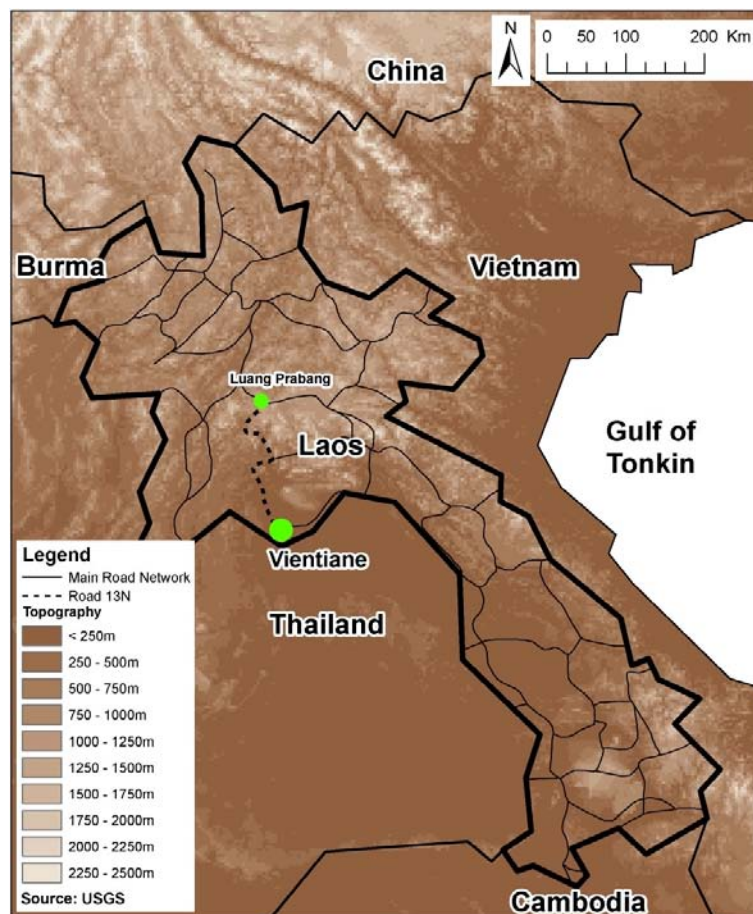 N
0 50 100 200 Km
China
Burma
Vietnam
Luang Prabang
Laos
Gulf of
Tonkin
Vientiane
Thailand
Cambodia
Legend
Main Road Network
Road 13N
Topography
< 250m
250 - 500m
500 - 750m
750 - 1000m
1000 - 1250m
1250 - 1500m
1500 - 1750m
1750 - 2000m
2000 - 2250m
2250 - 2500m
Source: USGS